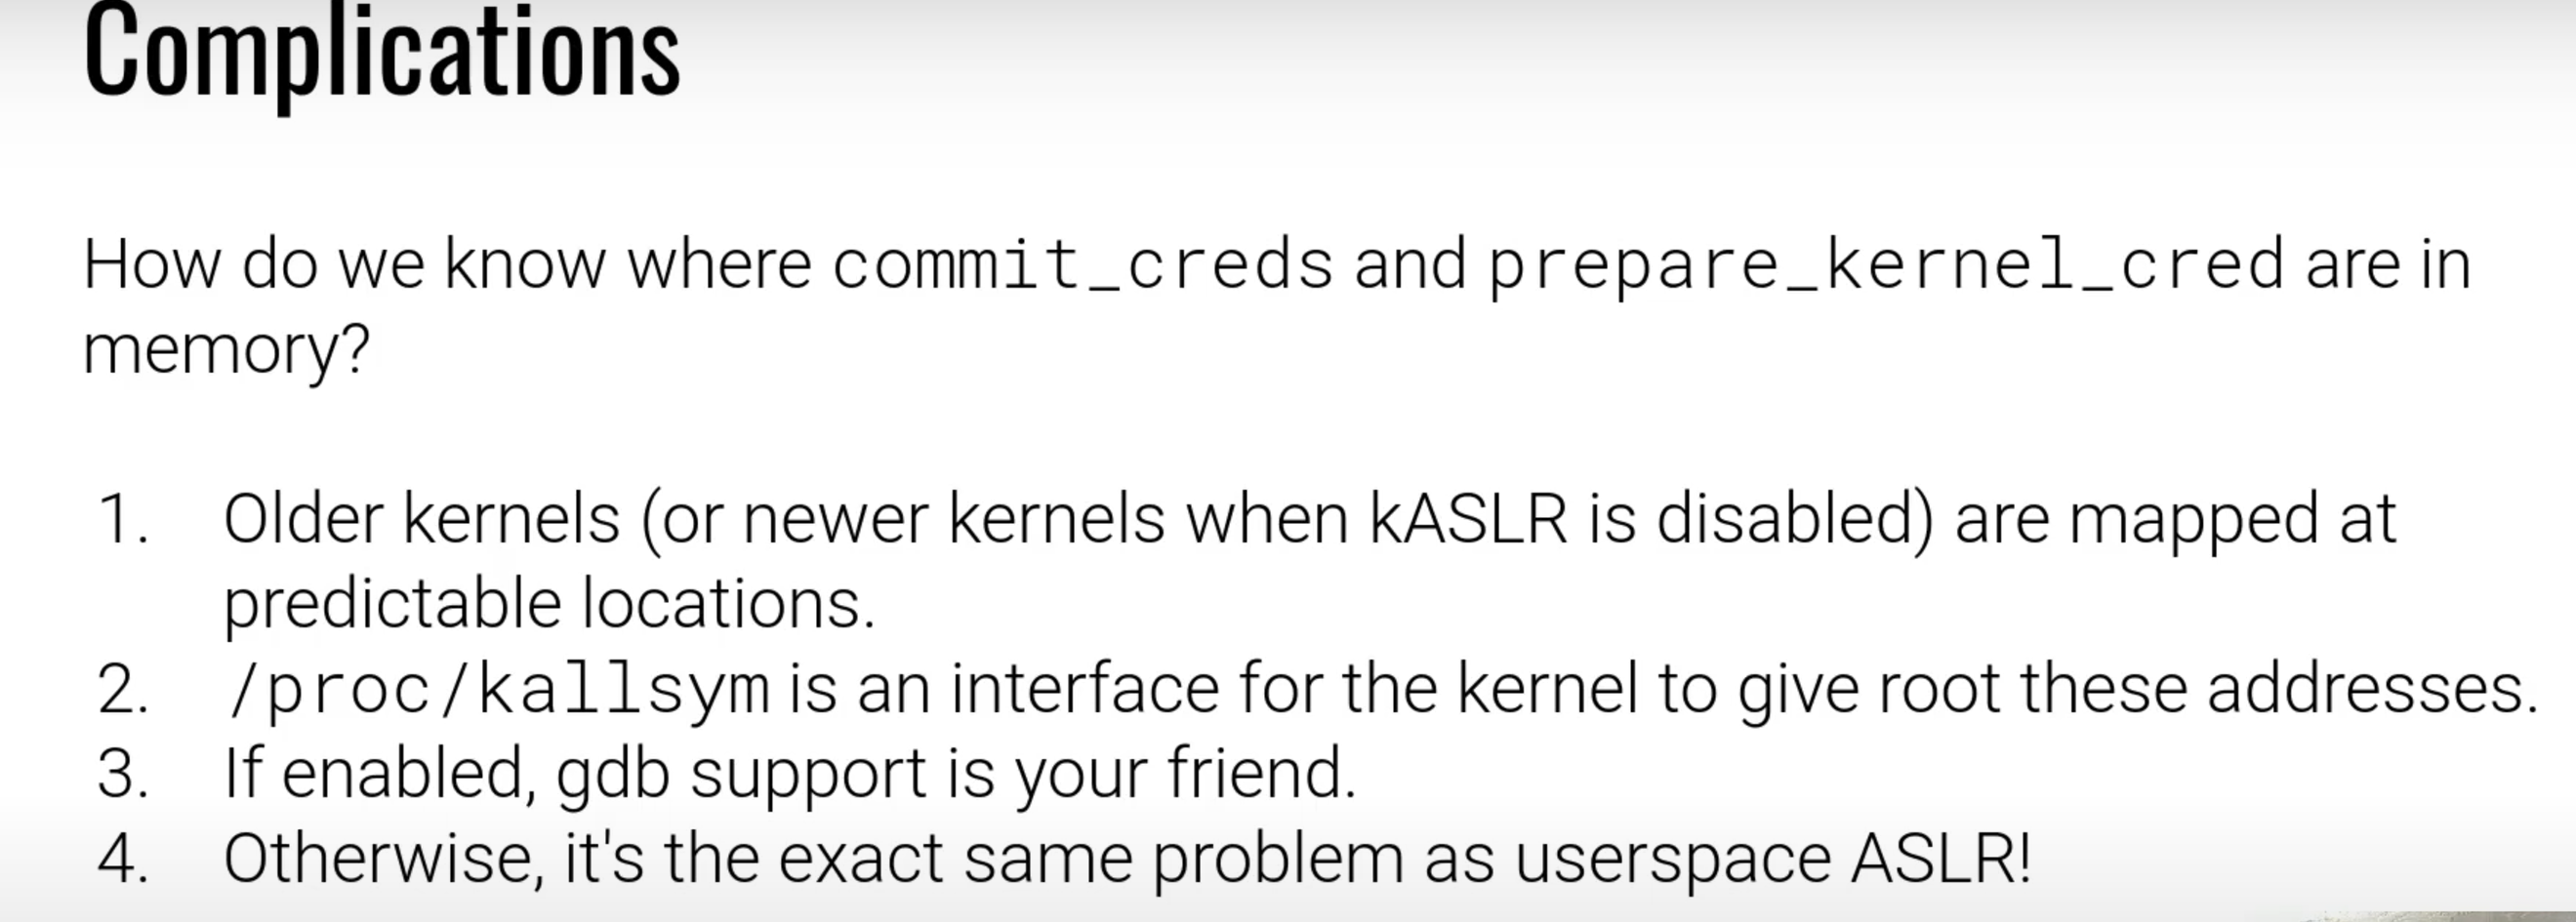 Complications
How do we know where commit_creds and prepare_kernel_cred are in
memory?
1. Older kernels (or newer kernels when kASLR is disabled) are mapped at
predictable locations.
2. /proc/kallsym is an interface for the kernel to give root these addresses.
3. If enabled, gdb support is your friend.
4. Otherwise, it's the exact same problem as userspace ASLR!